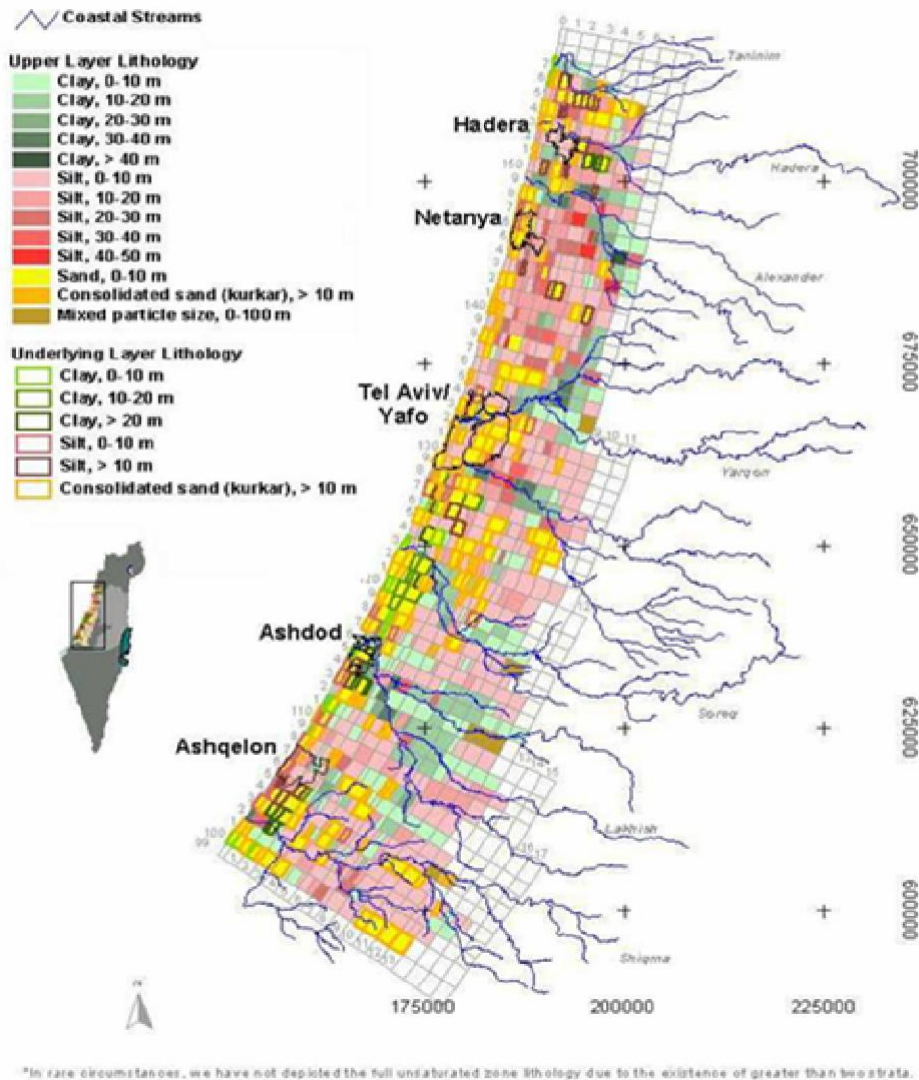 Coastal Streams
Upper Layer Lithology
Clay, 0-10 m
Clay, 10-20 m
Clay, 20-30 m
Clay, 30-40 m
Clay, > 40 m
Silt, 0-10 m
Silt, 10-20 m
Silt, 20-30 m
Silt, 30-40 m
Silt, 40-50 m
Sand, 0-10 m
Consolidated sand (kurkar), > 10 m
Mixed particle size, 0-100 m
Underlying Layer Lithology
Clay, 0-10 m
Clay, 10-20 m
Clay, > 20 m
Silt, 0-10 m
Silt, > 10 m
Consolidated sand (kurkar), > 10 m
Taninim
Hadera
Hadera
700000
Netanya
Alexander
675000
Tel Aviv/
Yafo
Yarqon
650000
Ashdod
Soreq
625000
Ashqelon
Lakhish
100
99
600000
Shiqma
175000
200000
225000
*In rare circumstances, we have not depicted the full unsaturated zone lithology due to the existence of greater than two strata.